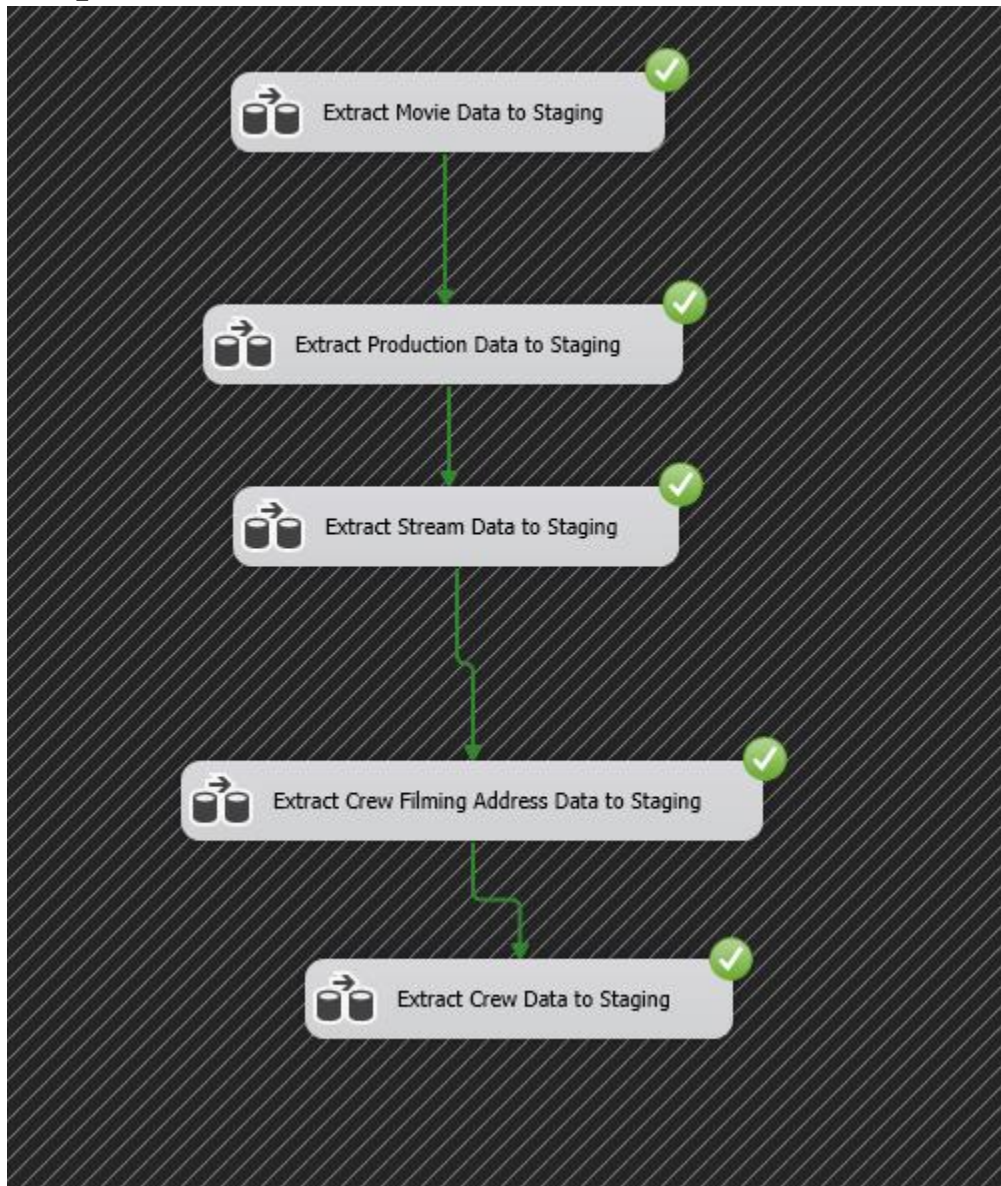 Extract Movie Data to Staging
Extract Production Data to Staging
Extract Stream Data to Staging
Extract Crew Filming Address Data to Staging
Extract Crew Data to Staging